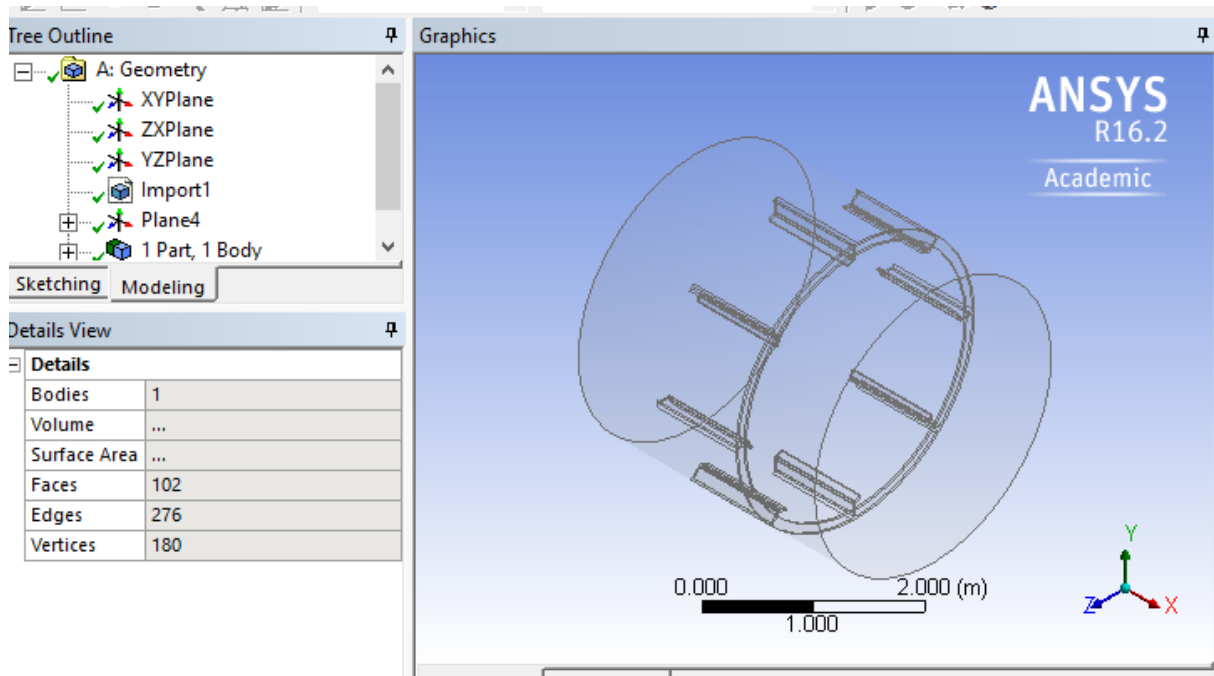 Tree Outline
Graphics
A: Geometry
XYPlane
ZXPlane
YZPlane
Import1
Plane4
1 Part, 1 Body
Sketching Modeling
Details View
Details
Bodies 1
Volume ...
Surface Area ...
Faces 102
Edges 276
Vertices 180
ANSYS
R16.2
Academic
0.000 2.000 (m)
1.000
Y
Z X